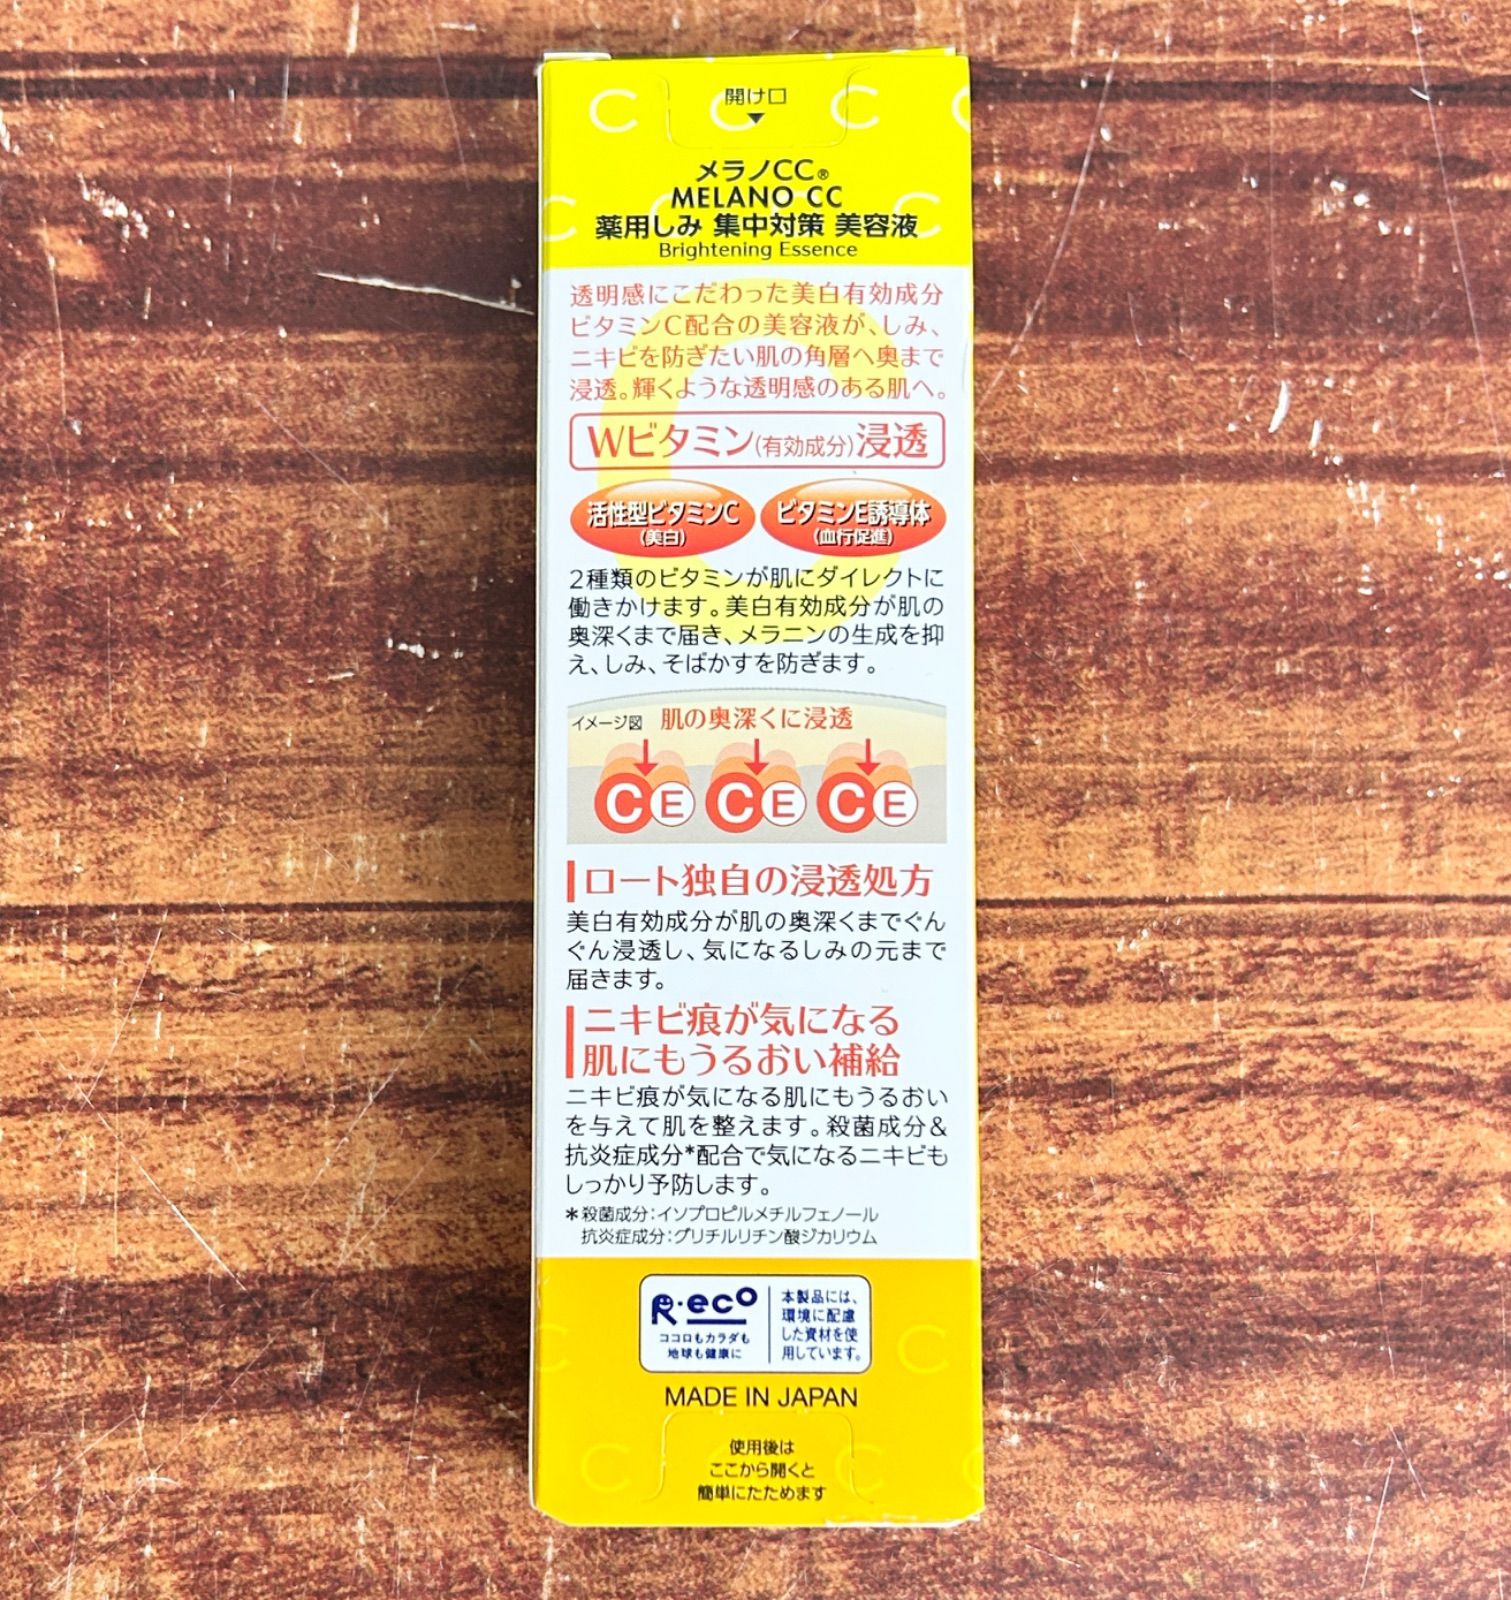 開け口
メラノCC®
MELANO CC
薬用しみ 集中対策 美容液
Brightening Essence
透明感にこだわった美白有効成分
ビタミンC配合の美容液が、しみ、
ニキビを防ぎたい肌の角層へ奥まで
浸透。輝くような透明感のある肌へ。
Wビタミン(有効成分)浸透
活性型ビタミンC
(美白)
ビタミンE誘導体
(血行促進)
2種類のビタミンが肌にダイレクトに
働きかけます。美白有効成分が肌の
奥深くまで届き、メラニンの生成を抑
え、しみ、そばかすを防ぎます。
イメージ図 肌の奥深くに浸透
C E C E C E
ロート独自の浸透処方
美白有効成分が肌の奥深くまでぐん
ぐん浸透し、気になるしみの元まで
届きます。
ニキビ痕が気になる
肌にもうるおい補給
ニキビ痕が気になる肌にもうるおい
を与えて肌を整えます。殺菌成分&
抗炎症成分*配合で気になるニキビも
しっかり予防します。
*殺菌成分:イソプロピルメチルフェノール
抗炎症成分:グリチルリチン酸ジカリウム
R・eco
ココロもカラダも
地球も健康に
本製品には、
環境に配慮
した資材を使
用しています。
MADE IN JAPAN
使用後は
ここから開くと
簡単にたためます